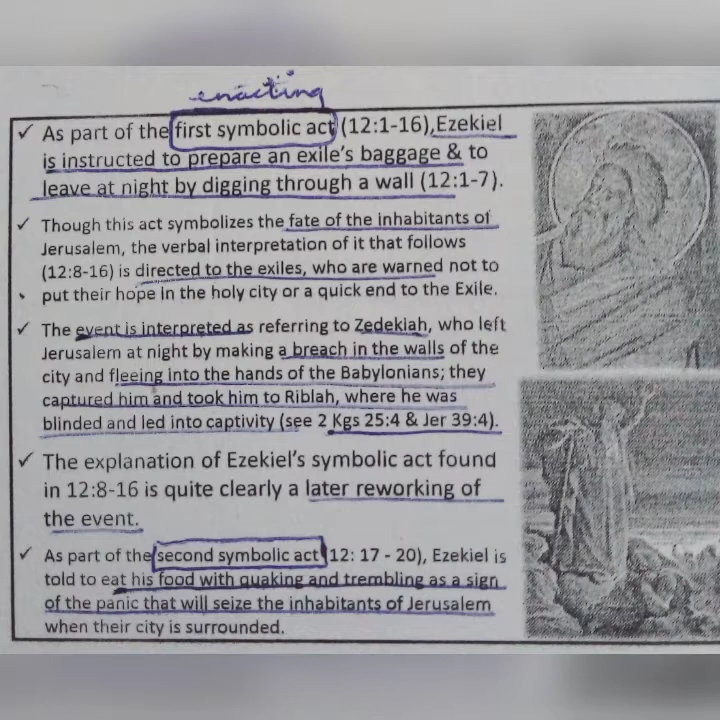 enacting
✓ As part of the first symbolic act (12:1-16), Ezekiel
is instructed to prepare an exile's baggage & to
leave at night by digging through a wall (12:1-7).
✓ Though this act symbolizes the fate of the inhabitants of
Jerusalem, the verbal interpretation of it that follows
(12:8-16) is directed to the exiles, who are warned not to
put their hope in the holy city or a quick end to the Exile.
✓ The event is interpreted as referring to Zedekiah, who left
Jerusalem at night by making a breach in the walls of the
city and fleeing into the hands of the Babylonians; they
captured him and took him to Riblah, where he was
blinded and led into captivity (see 2 Kgs 25:4 & Jer 39:4).
✓ The explanation of Ezekiel's symbolic act found
in 12:8-16 is quite clearly a later reworking of
the event.
✓ As part of the second symbolic act (12: 17 - 20), Ezekiel is
told to eat his food with quaking and trembling as a sign
of the panic that will seize the inhabitants of Jerusalem
when their city is surrounded.